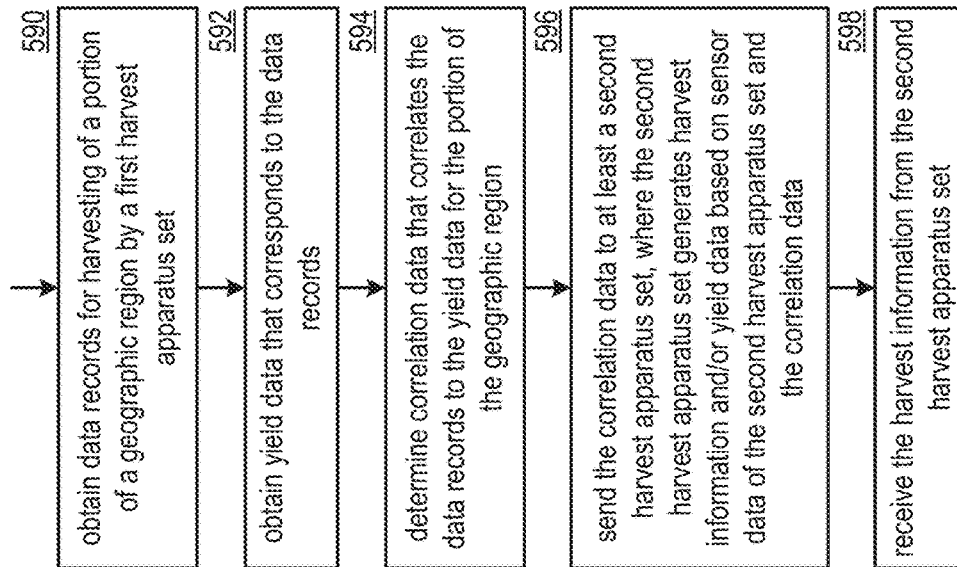 590
obtain data records for harvesting of a portion
of a geographic region by a first harvest
apparatus set
592
obtain yield data that corresponds to the data
records
594
determine correlation data that correlates the
data records to the yield data for the portion of
the geographic region
596
send the correlation data to at least a second
harvest apparatus set, where the second
harvest apparatus set generates harvest
information and/or yield data based on sensor
data of the second harvest apparatus set and
the correlation data
598
receive the harvest information from the second
harvest apparatus set